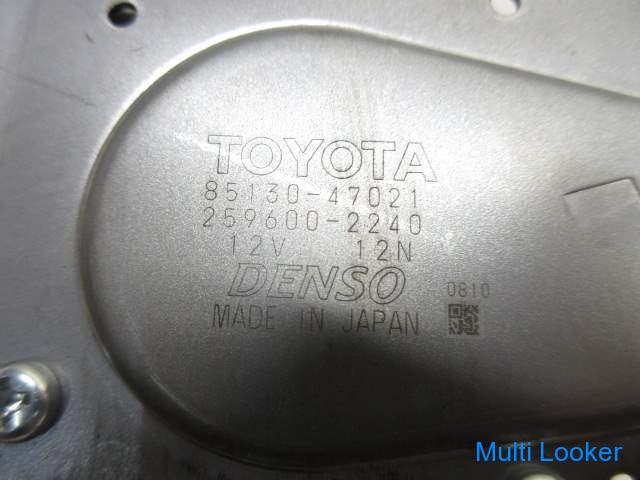 TOYOTA
85130-47021
259600-2240
12V 12N
DENSO 0810
MADE IN JAPAN
Multi Looker